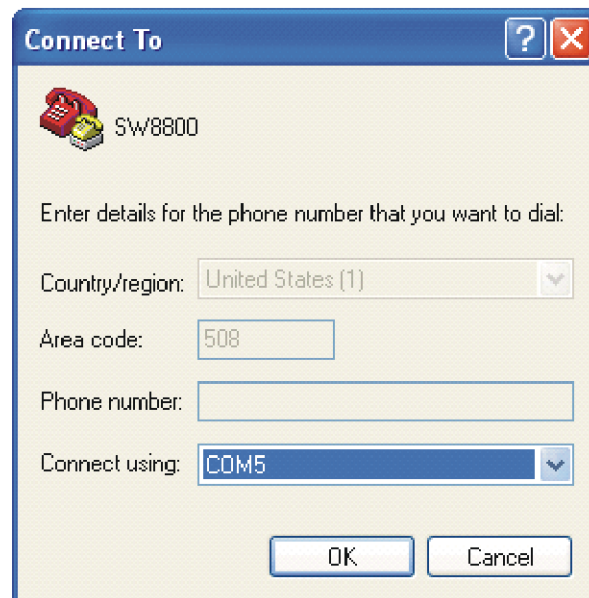 Connect To
SW8800
Enter details for the phone number that you want to dial:
Country/region: United States (1)
Area code: 508
Phone number:
Connect using: COM5
OK Cancel